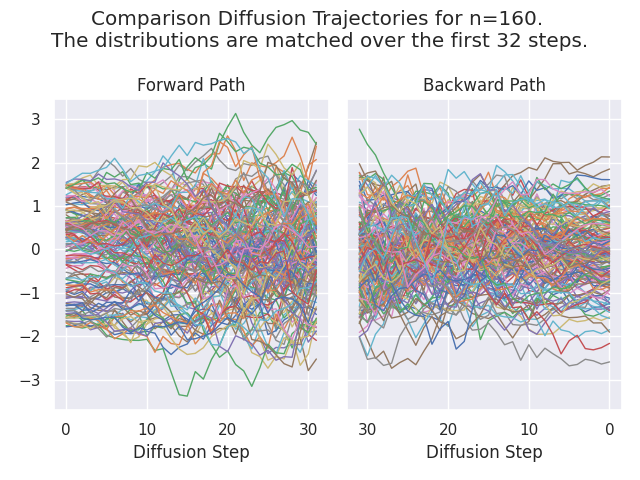 Comparison Diffusion Trajectories for n=160.
The distributions are matched over the first 32 steps.
Forward Path
Backward Path
3
2
1
0
−1
−2
−3
0 10 20 30
30 20 10 0
Diffusion Step
Diffusion Step